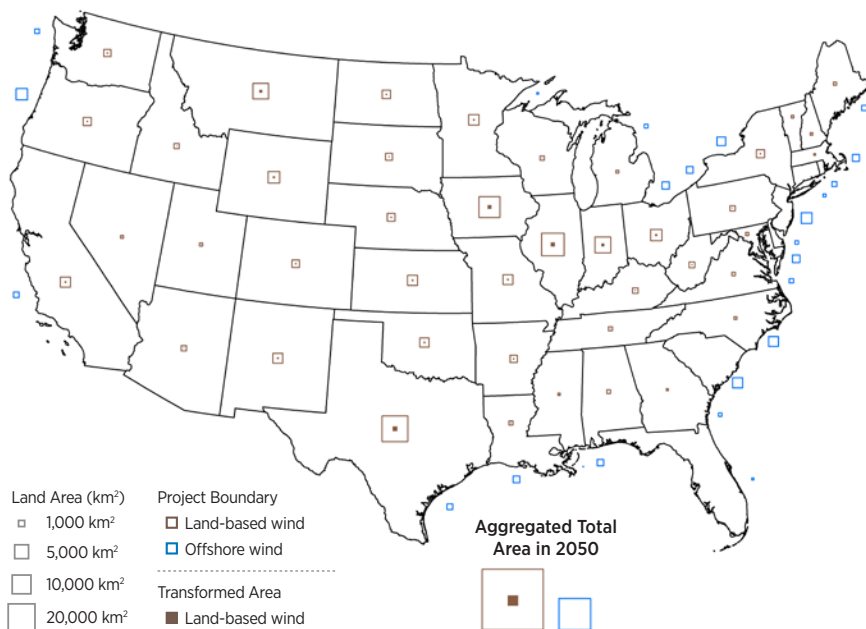 Land Area (km²)
1,000 km²
5,000 km²
10,000 km²
20,000 km²
Project Boundary
Land-based wind
Offshore wind
Transformed Area
Land-based wind
Aggregated Total
Area in 2050